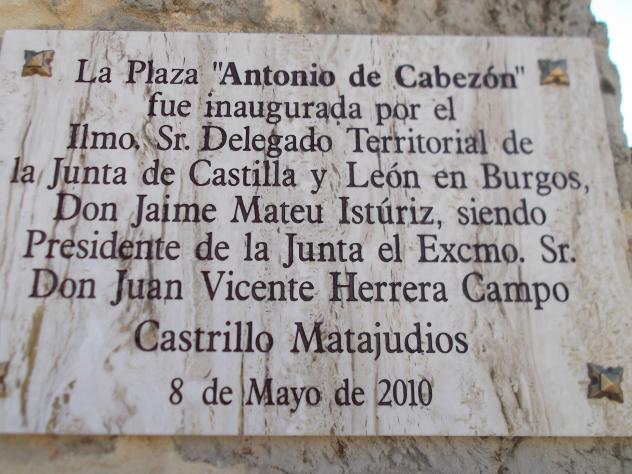 La Plaza "Antonio de Cabezón"
fue inaugurada por el
Ilmo. Sr. Delegado Territorial de
la Junta de Castilla y León en Burgos,
Don Jaime Mateu Istúriz, siendo
Presidente de la Junta el Excmo. Sr.
Don Juan Vicente Herrera Campo
Castrillo Matajudios
8 de Mayo de 2010